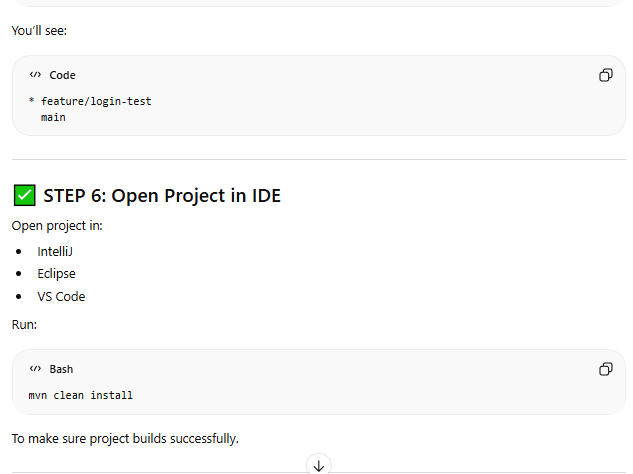 You’ll see:
</> Code
* feature/login-test
  main
✅ STEP 6: Open Project in IDE
Open project in:
• IntelliJ
• Eclipse
• VS Code
Run:
</> Bash
mvn clean install
To make sure project builds successfully.